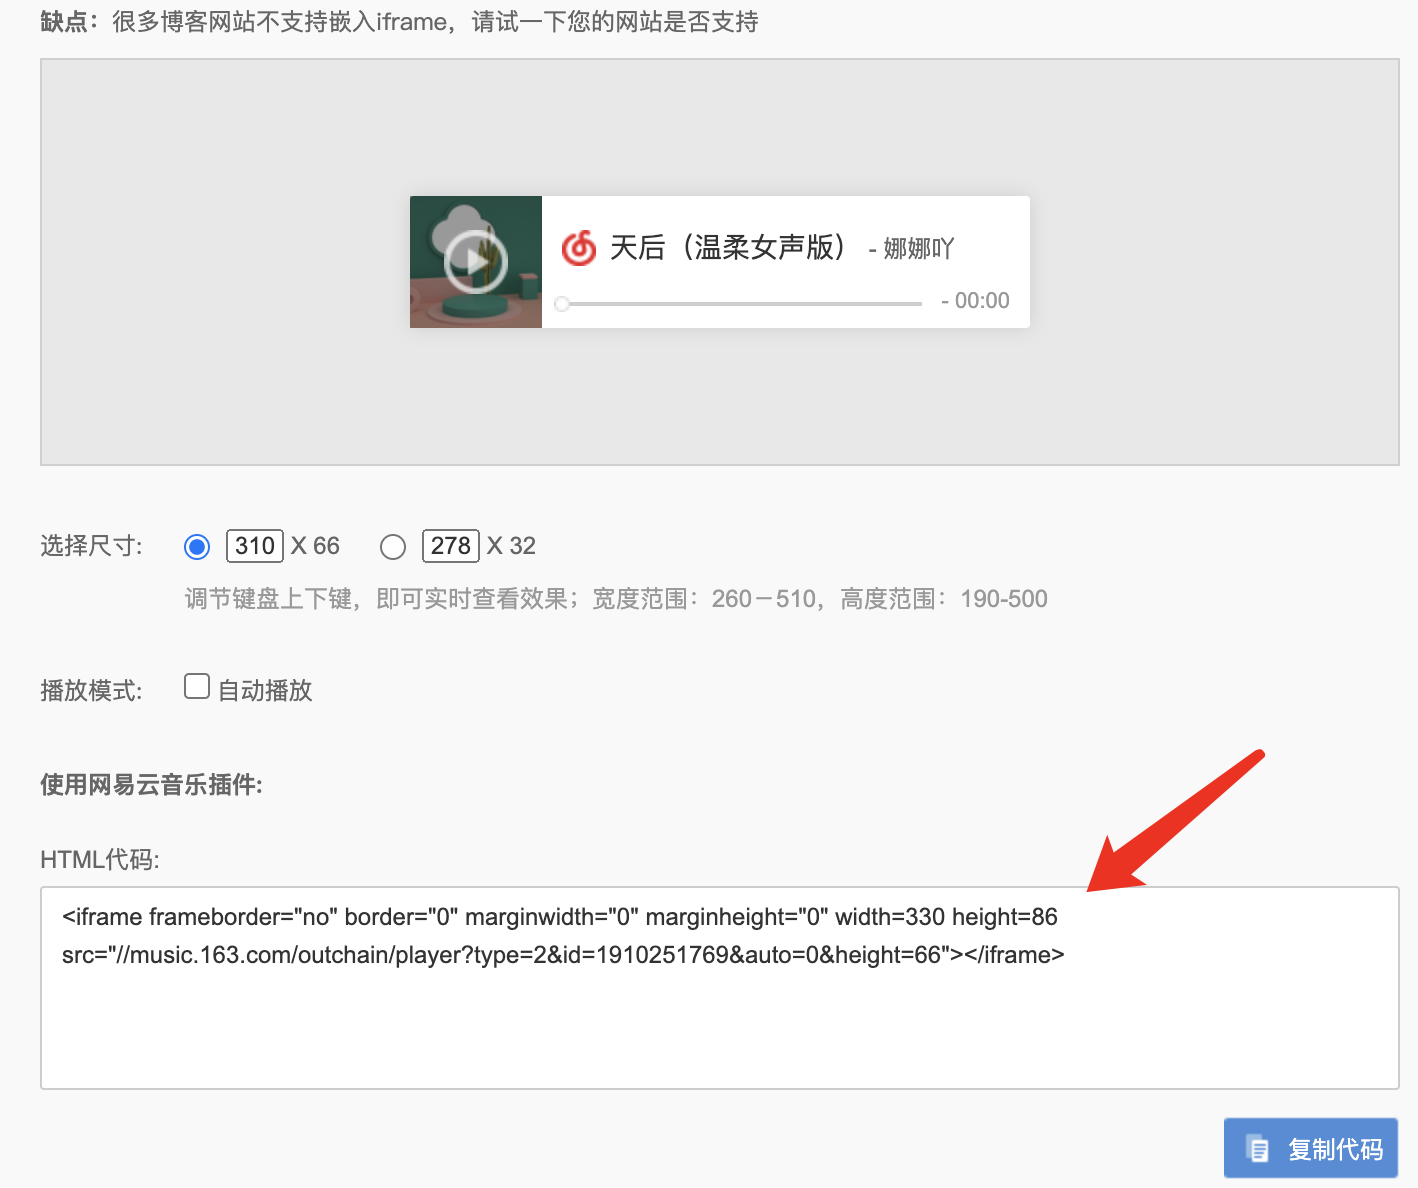 缺点：很多博客网站不支持嵌入iframe，请试一下您的网站是否支持
天后（温柔女声版） - 娜娜吖
- 00:00
选择尺寸: 310 X 66 278 X 32
调节键盘上下键，即可实时查看效果；宽度范围：260－510，高度范围：190-500
播放模式: 自动播放
使用网易云音乐插件:
HTML代码:
<iframe frameborder="no" border="0" marginwidth="0" marginheight="0" width=330 height=86
src="//music.163.com/outchain/player?type=2&id=1910251769&auto=0&height=66"></iframe>
复制代码